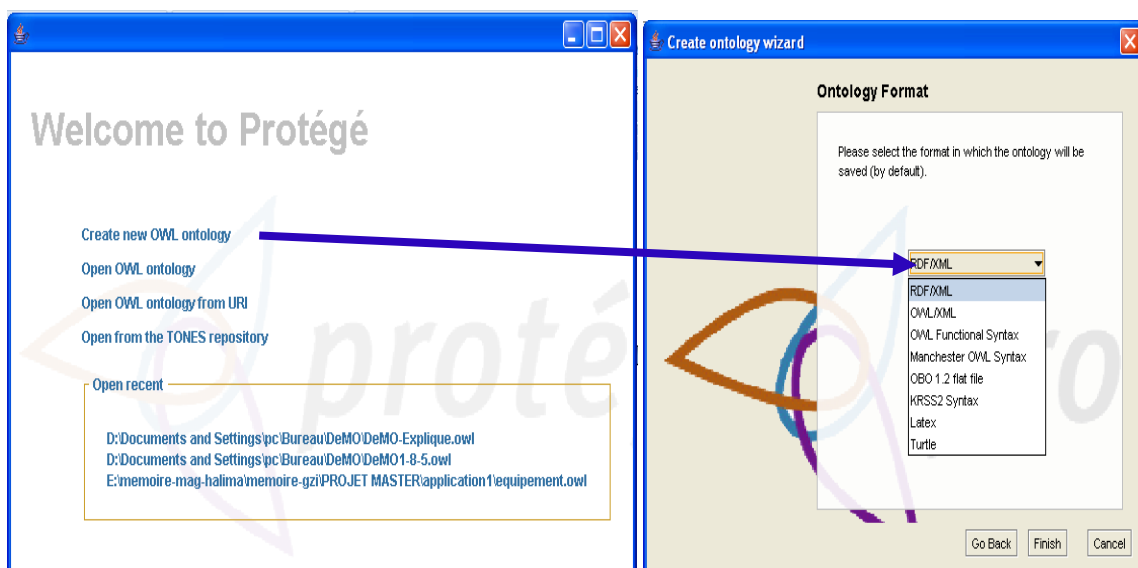 Welcome to Protégé
Create new OWL ontology
Open OWL ontology
Open OWL ontology from URI
Open from the TONES repository
Open recent
D:\Documents and Settings\pc\Bureau\DeMO\DeMO-Explique.owl
D:\Documents and Settings\pc\Bureau\DeMO\DeMO1-8-5.owl
E:\memoire-mag-halima\memoire-gzi\PROJET MASTER\application1\equipement.owl
proté
Create ontology wizard
Ontology Format
Please select the format in which the ontology will be
saved (by default).
RDF/XML
RDF/XML
OWL/XML
OWL Functional Syntax
Manchester OWL Syntax
OBO 1.2 flat file
KRSS2 Syntax
Latex
Turtle
ro
Go Back
Finish
Cancel